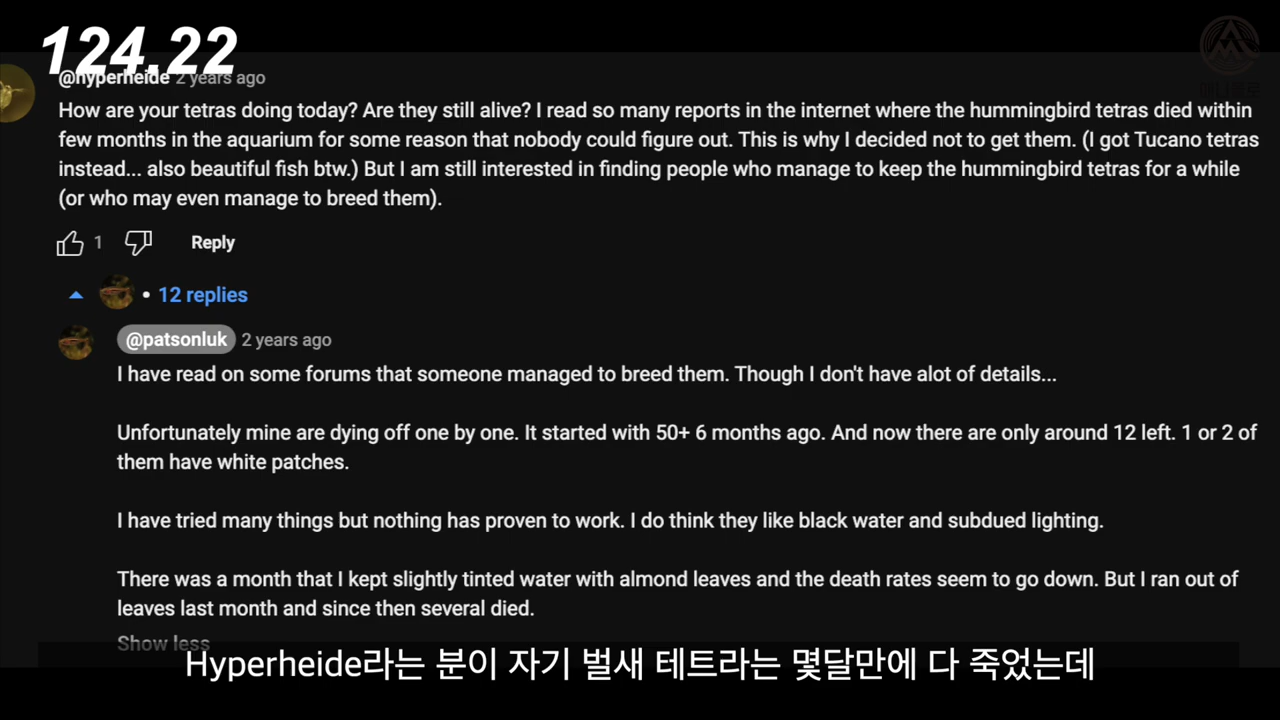 124.22
@hyperheide 2 years ago
How are your tetras doing today? Are they still alive? I read so many reports in the internet where the hummingbird tetras died within
few months in the aquarium for some reason that nobody could figure out. This is why I decided not to get them. (I got Tucano tetras
instead... also beautiful fish btw.) But I am still interested in finding people who manage to keep the hummingbird tetras for a while
(or who may even manage to breed them).
1 Reply
• 12 replies
@patsonluk 2 years ago
I have read on some forums that someone managed to breed them. Though I don't have alot of details...
Unfortunately mine are dying off one by one. It started with 50+ 6 months ago. And now there are only around 12 left. 1 or 2 of
them have white patches.
I have tried many things but nothing has proven to work. I do think they like black water and subdued lighting.
There was a month that I kept slightly tinted water with almond leaves and the death rates seem to go down. But I ran out of
leaves last month and since then several died.
Show less
Hyperheide라는 분이 자기 벌새 테트라는 몇달만에 다 죽었는데